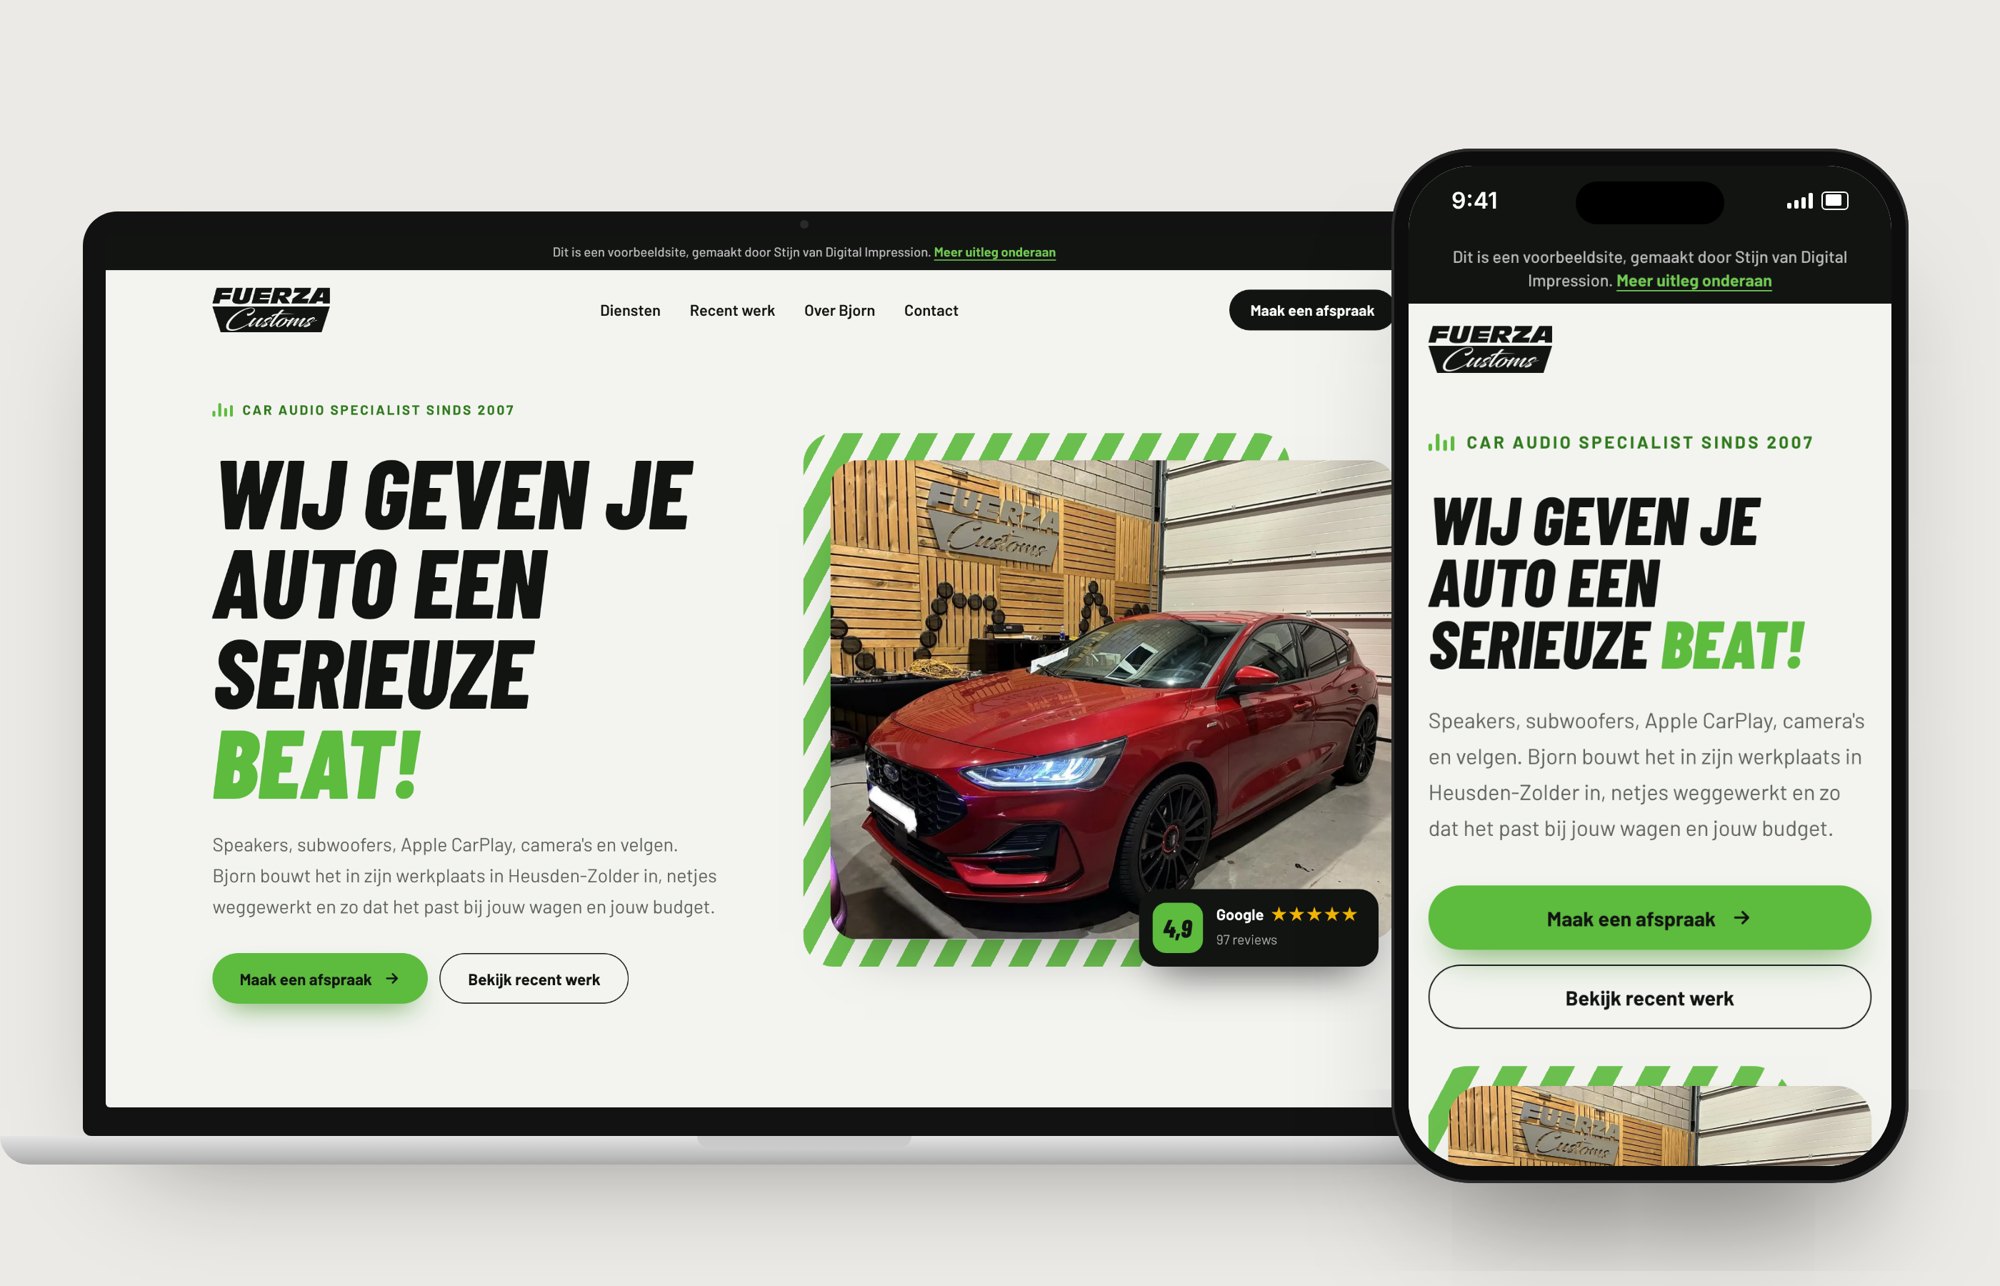 Dit is een voorbeeldsite, gemaakt door Stijn van Digital Impression. Meer uitleg onderaan
FUERZA
Customs
Diensten
Recent werk
Over Bjorn
Contact
Maak een afspraak
CAR AUDIO SPECIALIST SINDS 2007
WIJ GEVEN JE
AUTO EEN
SERIEUZE
BEAT!
Speakers, subwoofers, Apple CarPlay, camera's en velgen.
Bjorn bouwt het in zijn werkplaats in Heusden-Zolder in, netjes
weggewerkt en zo dat het past bij jouw wagen en jouw budget.
Maak een afspraak →
Bekijk recent werk
FUERZA
Customs
4,9
Google ★★★★★
97 reviews
9:41
Dit is een voorbeeldsite, gemaakt door Stijn van Digital
Impression. Meer uitleg onderaan
FUERZA
Customs
CAR AUDIO SPECIALIST SINDS 2007
WIJ GEVEN JE
AUTO EEN
SERIEUZE BEAT!
Speakers, subwoofers, Apple CarPlay, camera's
en velgen. Bjorn bouwt het in zijn werkplaats in
Heusden-Zolder in, netjes weggewerkt en zo
dat het past bij jouw wagen en jouw budget.
Maak een afspraak →
Bekijk recent werk
FUERZA
Customs